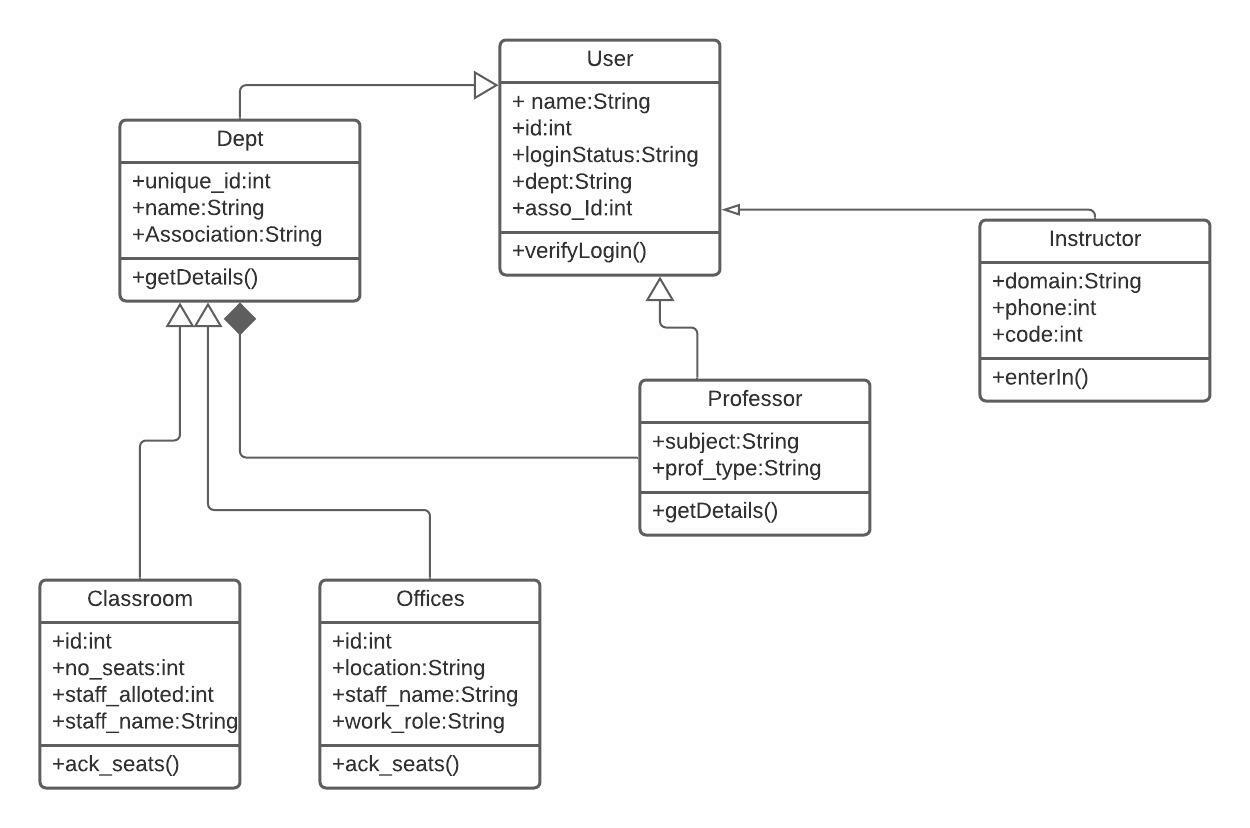 User
+ name:String
+id:int
+loginStatus:String
+dept:String
+asso_Id:int
+verifyLogin()
Dept
+unique_id:int
+name:String
+Association:String
+getDetails()
Instructor
+domain:String
+phone:int
+code:int
+enterIn()
Professor
+subject:String
+prof_type:String
+getDetails()
Classroom
+id:int
+no_seats:int
+staff_alloted:int
+staff_name:String
+ack_seats()
Offices
+id:int
+location:String
+staff_name:String
+work_role:String
+ack_seats()